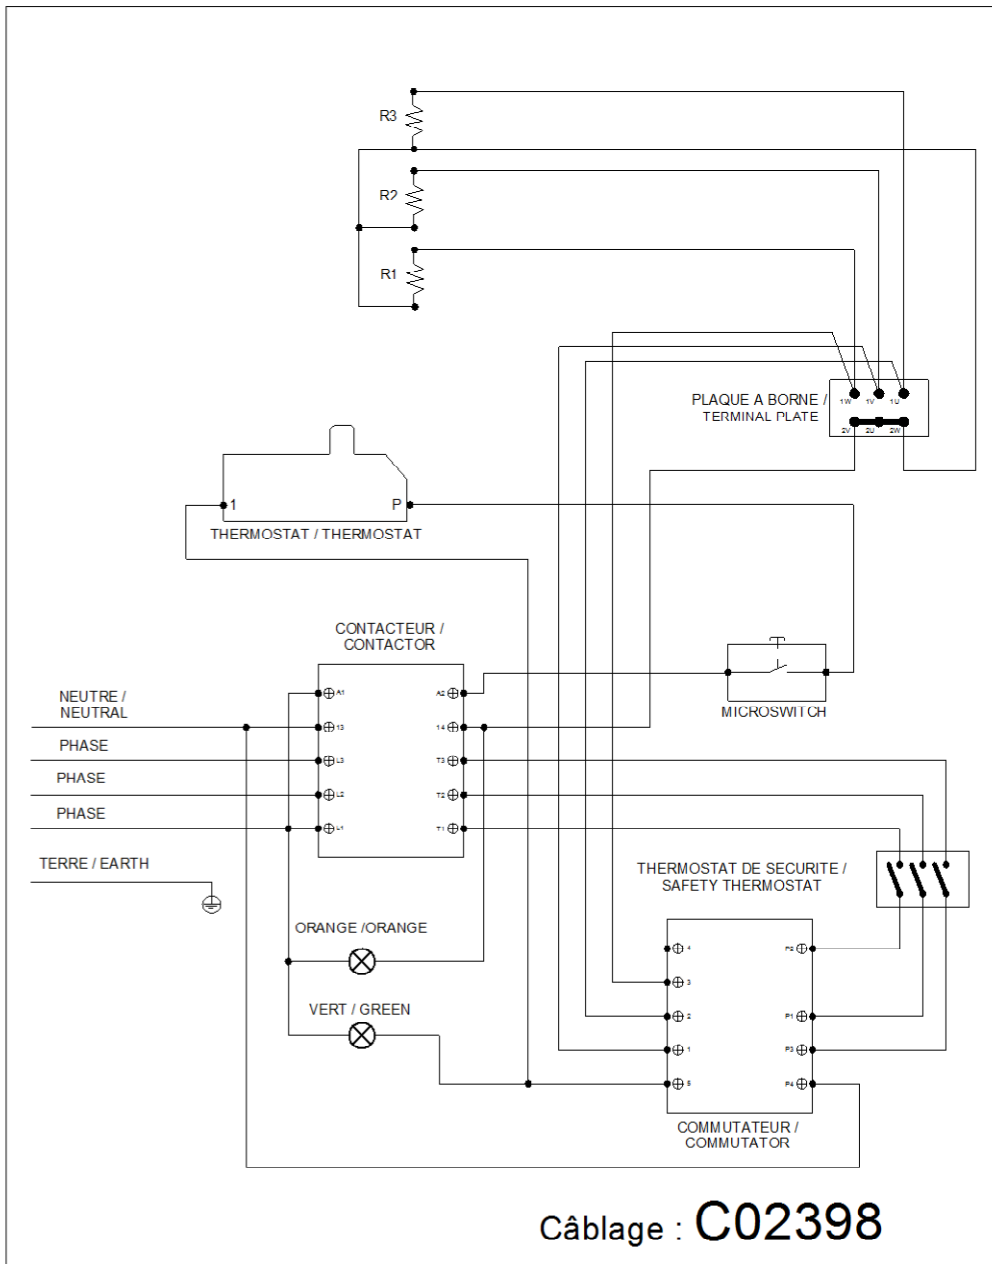 R3
R2
R1
PLAQUE A BORNE /
TERMINAL PLATE
1W 1V 1U
2V 2U 2W
1 P
THERMOSTAT / THERMOSTAT
CONTACTEUR /
CONTACTOR
A1 A2
13 14
L3 T3
L2 T2
L1 T1
MICROSWITCH
NEUTRE /
NEUTRAL
PHASE
PHASE
PHASE
TERRE / EARTH
THERMOSTAT DE SECURITE /
SAFETY THERMOSTAT
ORANGE /ORANGE
VERT / GREEN
4 P2
3
2 P1
1 P3
5 P4
COMMUTATEUR /
COMMUTATOR
Câblage : C02398